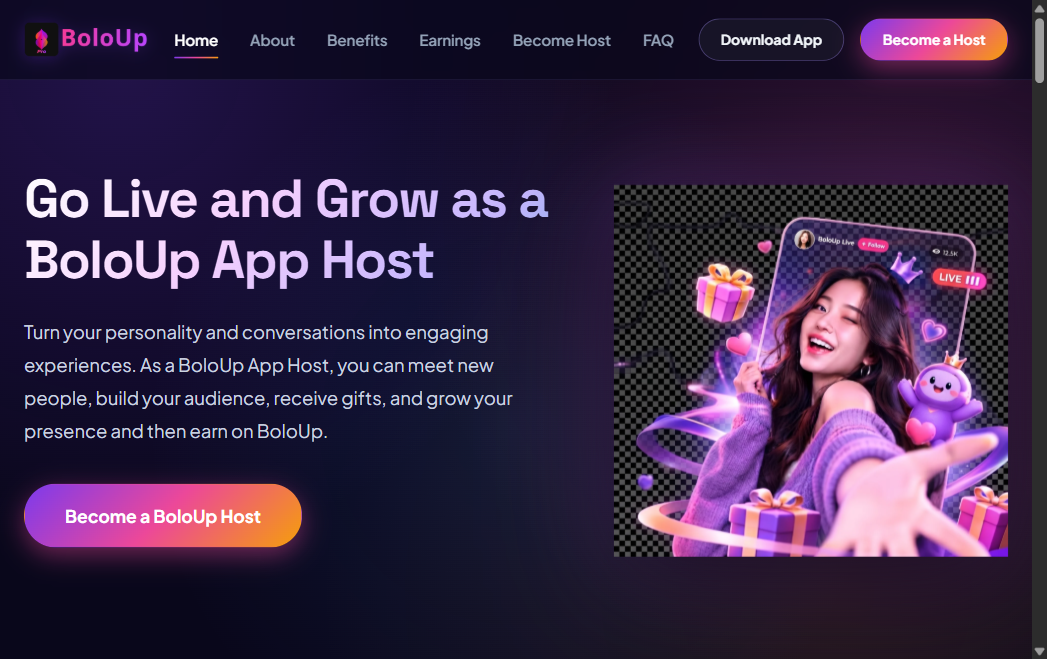 BoloUp
Home
About
Benefits
Earnings
Become Host
FAQ
Download App
Become a Host
Go Live and Grow as a
BoloUp App Host
Turn your personality and conversations into engaging
experiences. As a BoloUp App Host, you can meet new
people, build your audience, receive gifts, and grow your
presence and then earn on BoloUp.
Become a BoloUp Host
BoloUp Live
+ Follow
12.5K
LIVE